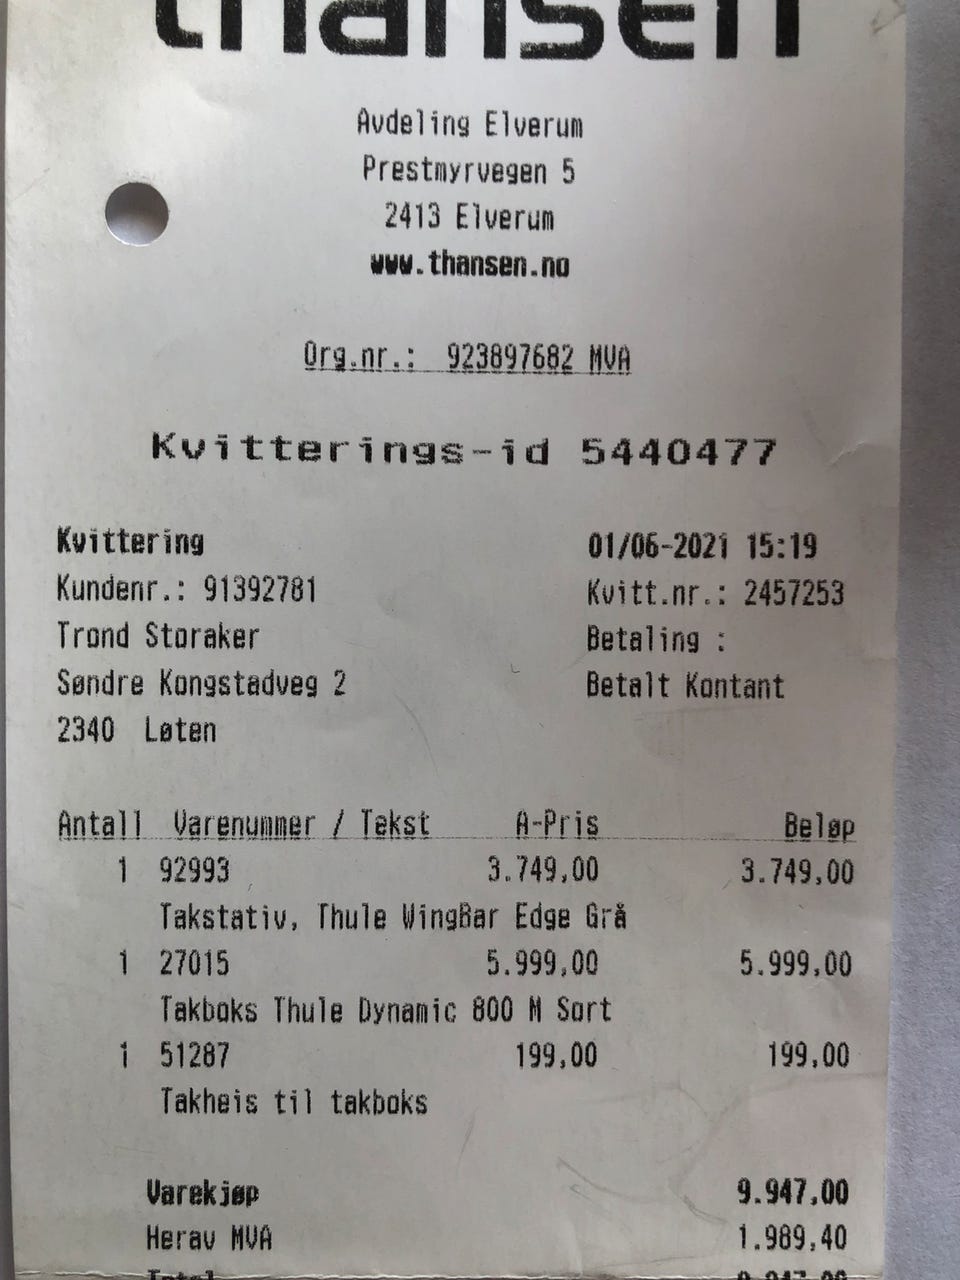 thansen
Avdeling Elverum
Prestmyrvegen 5
2413 Elverum
www.thansen.no
Org.nr.: 923897682 MVA
Kvitterings-id 5440477
Kvittering 01/06-2021 15:19
Kundenr.: 91392781 Kvitt.nr.: 2457253
Trond Storaker Betaling :
Søndre Kongstadveg 2 Betalt Kontant
2340 Løten
Antall Varenummer / Tekst A-Pris Beløp
1 92993 3.749,00 3.749,00
Takstativ, Thule WingBar Edge Grå
1 27015 5.999,00 5.999,00
Takboks Thule Dynamic 800 M Sort
1 51287 199,00 199,00
Takheis til takboks
Varekjøp 9.947,00
Herav MVA 1.989,40
Total 9.947,00